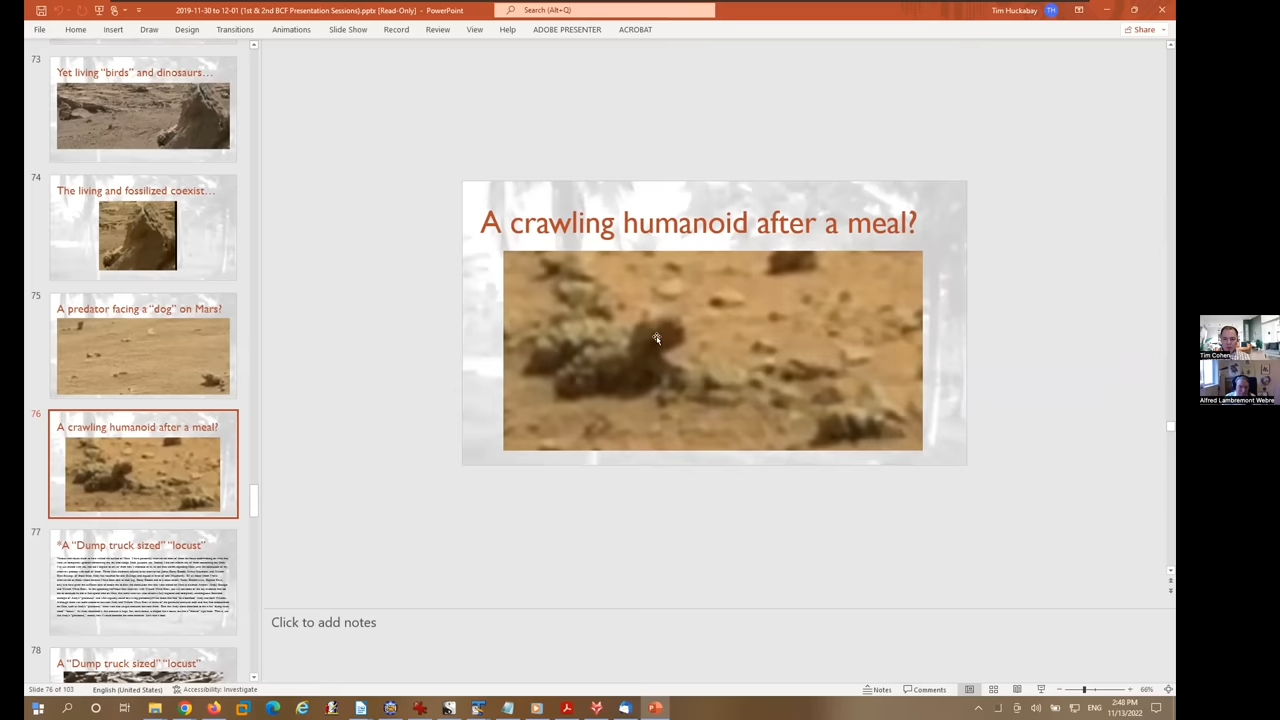 2019-11-30 to 12-01 (1st & 2nd BCF Presentation Sessions).pptx [Read-Only] - PowerPoint
Search (Alt+Q)
Tim Huckabay
TH
File Home Insert Draw Design Transitions Animations Slide Show Record Review View Help ADOBE PRESENTER ACROBAT
Share
73
Yet living "birds" and dinosaurs…
74
The living and fossilized coexist…
75
A predator facing a "dog" on Mars?
76
A crawling humanoid after a meal?
77
*A "Dump truck sized" "locust"
78
A "Dump truck sized" "locust"
A crawling humanoid after a meal?
Click to add notes
Tim Cohen
Alfred Lambremont Webre
Slide 76 of 103
English (United States)
Accessibility: Investigate
Notes
Comments
66%
ENG
2:48 PM
11/13/2022